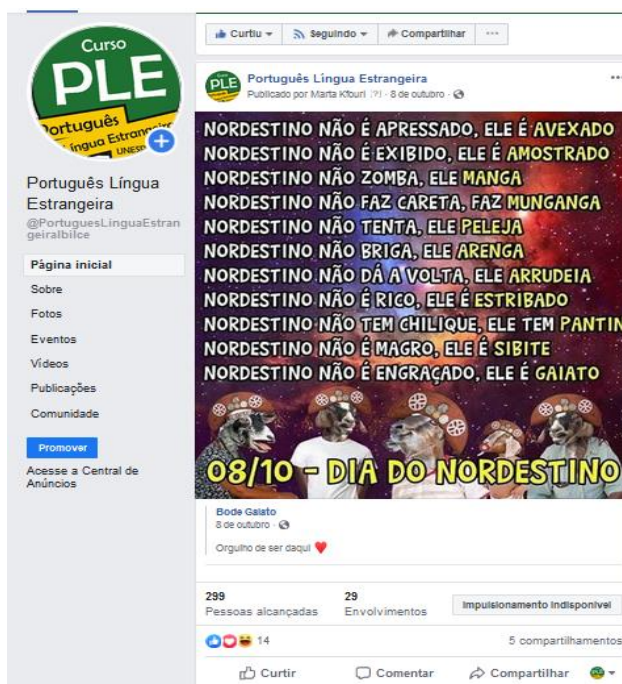 Curso
PLE
Português
Língua Estrangeira
Português Língua
Estrangeira
@PortuguesLinguaEstran
geiraIbilce
Página inicial
Sobre
Fotos
Eventos
Vídeos
Publicações
Comunidade
Promover
Acesse a Central de
Anúncios
Curtiu
Seguindo
Compartilhar
PLE
Português Língua Estrangeira
Publicado por Marta Kfouri [?] · 8 de outubro ·
NORDESTINO NÃO É APRESSADO, ELE É AVEXADO
NORDESTINO NÃO É EXIBIDO, ELE É AMOSTRADO
NORDESTINO NÃO ZOMBA, ELE MANGA
NORDESTINO NÃO FAZ CARETA, FAZ MUNGANGA
NORDESTINO NÃO TENTA, ELE PELEJA
NORDESTINO NÃO BRIGA, ELE ARENGA
NORDESTINO NÃO DÁ A VOLTA, ELE ARRUDEIA
NORDESTINO NÃO É RICO, ELE É ESTRIBADO
NORDESTINO NÃO TEM CHILIQUE, ELE TEM PANTIN
NORDESTINO NÃO É MAGRO, ELE É SIBITE
NORDESTINO NÃO É ENGRAÇADO, ELE É GAIATO
08/10 - DIA DO NORDESTINO
Bode Gaiato
8 de outubro ·
Orgulho de ser daqui ❤
299
Pessoas alcançadas
29
Envolvimentos
Impulsionamento indisponível
14
5 compartilhamentos
Curtir
Comentar
Compartilhar